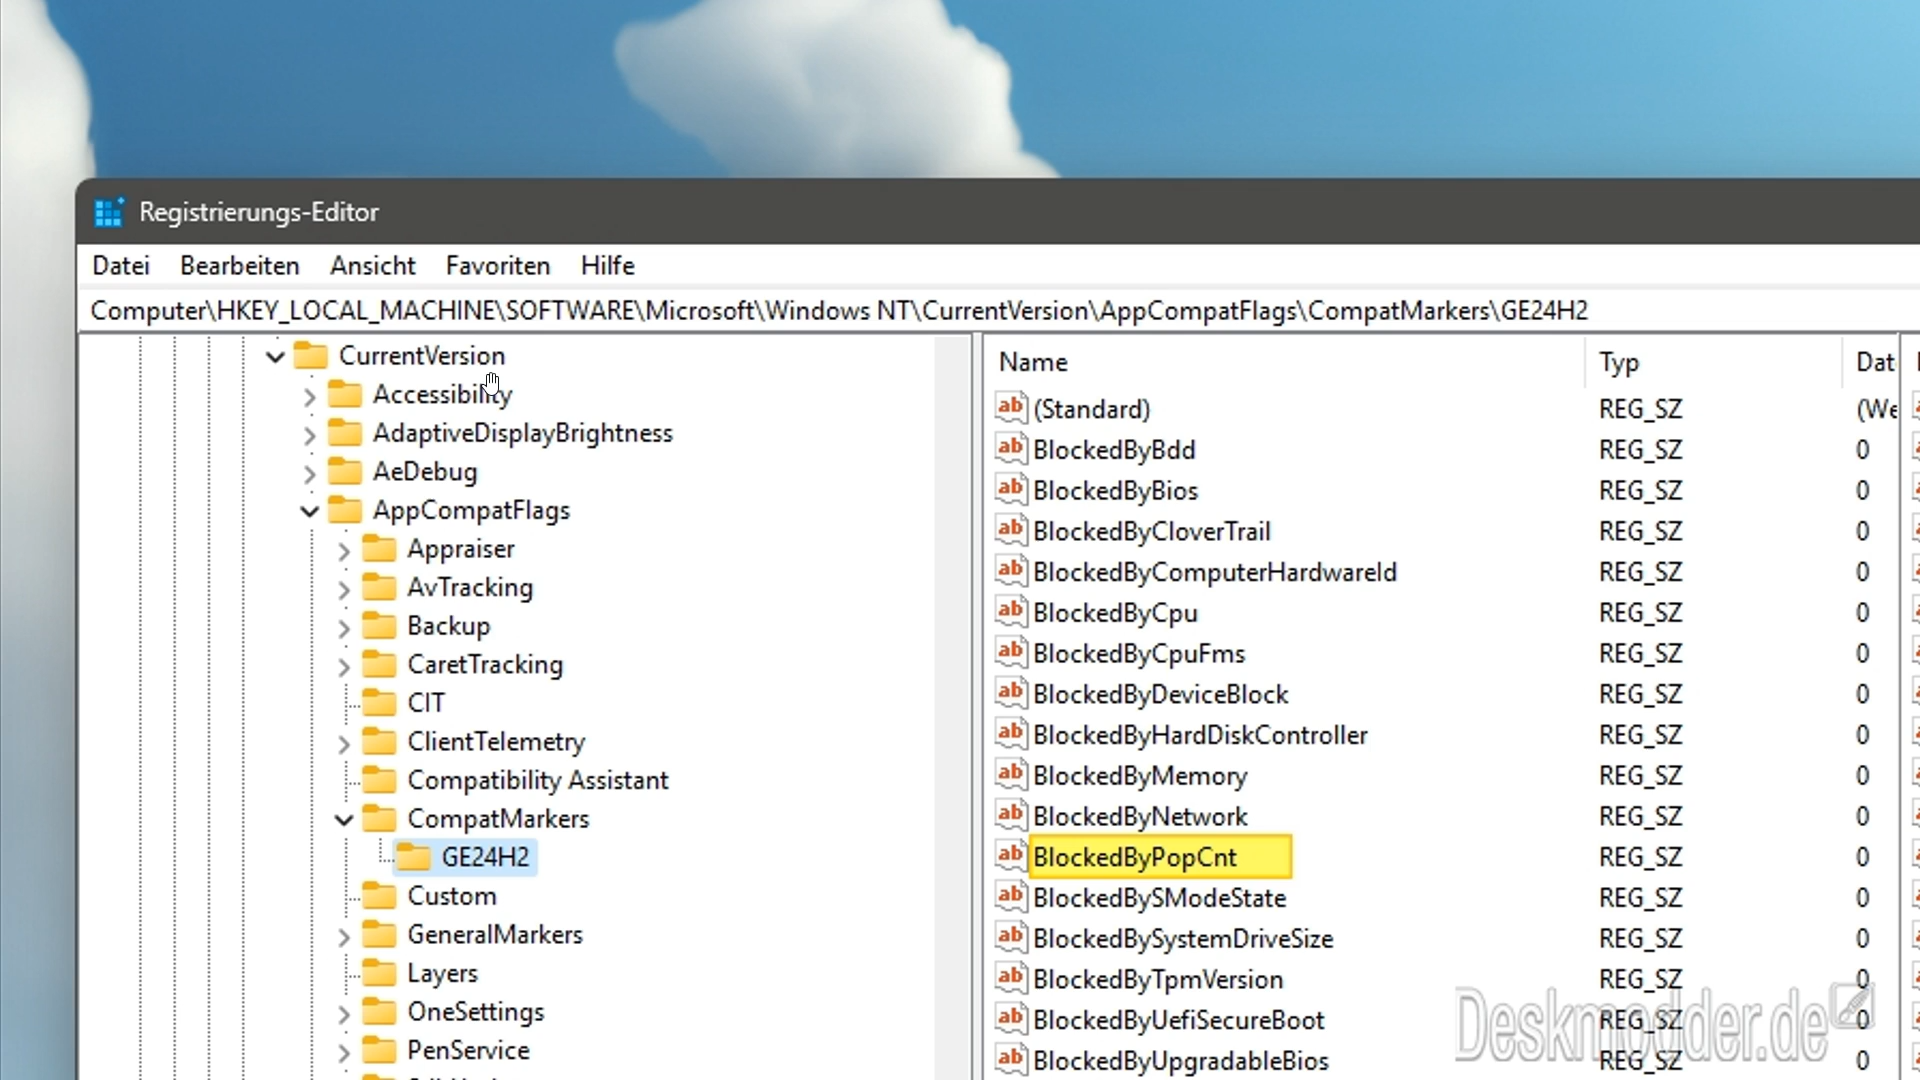 Registrierungs-Editor
Datei Bearbeiten Ansicht Favoriten Hilfe
Computer\HKEY_LOCAL_MACHINE\SOFTWARE\Microsoft\Windows NT\CurrentVersion\AppCompatFlags\CompatMarkers\GE24H2
CurrentVersion
Accessibility
AdaptiveDisplayBrightness
AeDebug
AppCompatFlags
Appraiser
AvTracking
Backup
CaretTracking
CIT
ClientTelemetry
Compatibility Assistant
CompatMarkers
GE24H2
Custom
GeneralMarkers
Layers
OneSettings
PenService
Name Typ Dat
(Standard) REG_SZ (We
BlockedByBdd REG_SZ 0
BlockedByBios REG_SZ 0
BlockedByCloverTrail REG_SZ 0
BlockedByComputerHardwareId REG_SZ 0
BlockedByCpu REG_SZ 0
BlockedByCpuFms REG_SZ 0
BlockedByDeviceBlock REG_SZ 0
BlockedByHardDiskController REG_SZ 0
BlockedByMemory REG_SZ 0
BlockedByNetwork REG_SZ 0
BlockedByPopCnt REG_SZ 0
BlockedBySModeState REG_SZ 0
BlockedBySystemDriveSize REG_SZ 0
BlockedByTpmVersion REG_SZ 0
BlockedByUefiSecureBoot REG_SZ 0
BlockedByUpgradableBios REG_SZ 0
Deskmodder.de